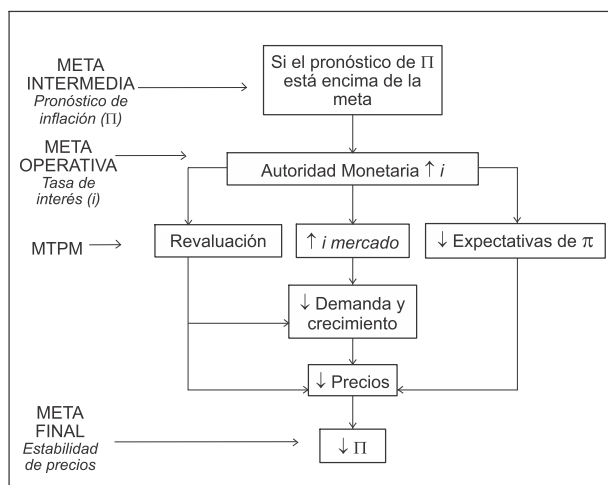 META
INTERMEDIA
Pronóstico de
inflación (Π)
Si el pronóstico de Π
está encima de la
meta
META
OPERATIVA
Tasa de
interés (i)
Autoridad Monetaria ↑ i
MTPM
Revaluación
↑ i mercado
↓ Expectativas de π
↓ Demanda y
crecimiento
↓ Precios
META
FINAL
Estabilidad
de precios
↓ Π